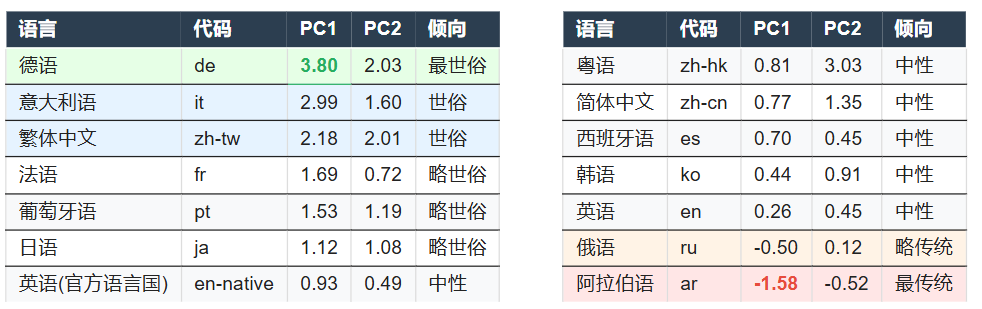 语言 代码 PC1 PC2 倾向
德语 de 3.80 2.03 最世俗
意大利语 it 2.99 1.60 世俗
繁体中文 zh-tw 2.18 2.01 世俗
法语 fr 1.69 0.72 略世俗
葡萄牙语 pt 1.53 1.19 略世俗
日语 ja 1.12 1.08 略世俗
英语(官方语言国) en-native 0.93 0.49 中性
语言 代码 PC1 PC2 倾向
粤语 zh-hk 0.81 3.03 中性
简体中文 zh-cn 0.77 1.35 中性
西班牙语 es 0.70 0.45 中性
韩语 ko 0.44 0.91 中性
英语 en 0.26 0.45 中性
俄语 ru -0.50 0.12 略传统
阿拉伯语 ar -1.58 -0.52 最传统